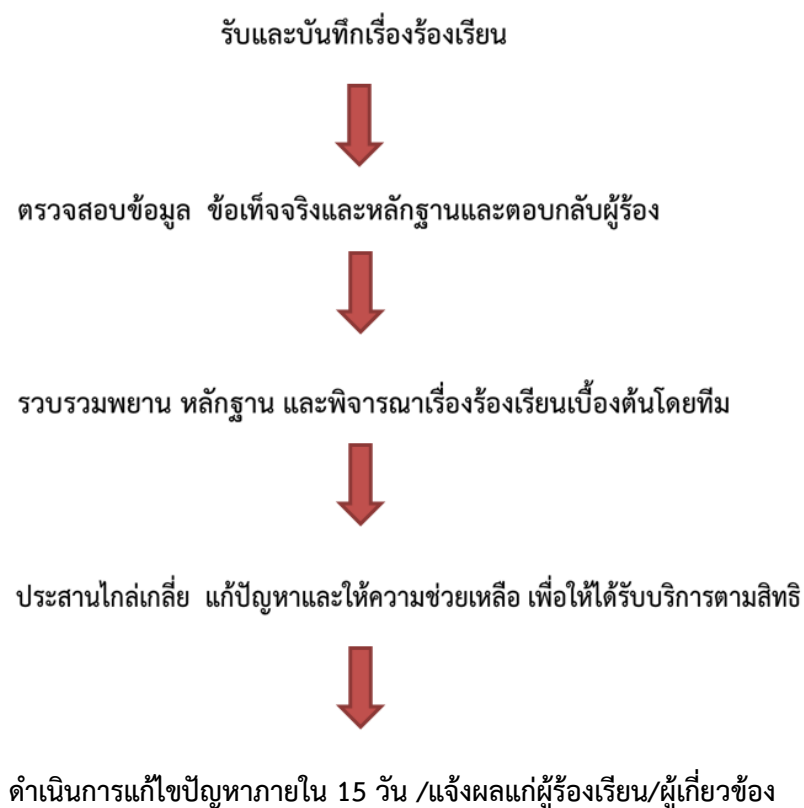 รับและบันทึกเรื่องร้องเรียน
ตรวจสอบข้อมูล ข้อเท็จจริงและหลักฐานและตอบกลับผู้ร้อง
รวบรวมพยาน หลักฐาน และพิจารณาเรื่องร้องเรียนเบื้องต้นโดยทีม
ประสานไกล่เกลี่ย แก้ปัญหาและให้ความช่วยเหลือ เพื่อให้ได้รับบริการตามสิทธิ
ดำเนินการแก้ไขปัญหาภายใน 15 วัน /แจ้งผลแก่ผู้ร้องเรียน/ผู้เกี่ยวข้อง